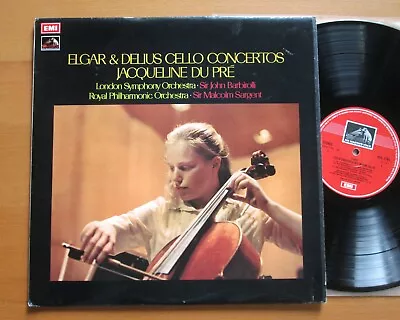 EMI
ELGAR & DELIUS CELLO CONCERTOS
JACQUELINE DU PRÉ
London Symphony Orchestra · Sir John Barbirolli
Royal Philharmonic Orchestra · Sir Malcolm Sargent
EMI